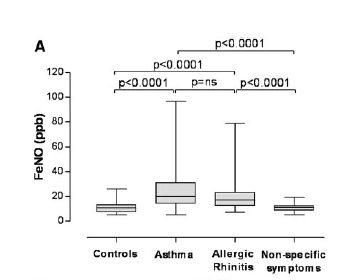 A
p<0.0001
p<0.0001
p<0.0001 p=ns p<0.0001
FeNO (ppb)
120
100
80
60
40
20
0
Controls Asthma Allergic Rhinitis Non-specific symptoms